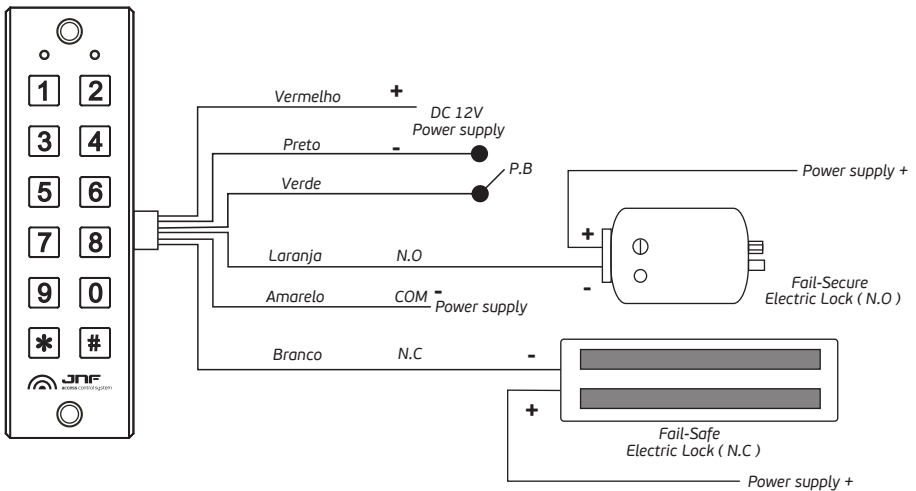 1 2
3 4
5 6
7 8
9 0
* #
JNF
access control system
Vermelho +
DC 12V
Power supply
Preto -
P.B
Verde
Laranja N.O
Amarelo COM - Power supply
Branco N.C
Power supply +
+
-
Fail-Secure
Electric Lock ( N.O )
-
+
Fail-Safe
Electric Lock ( N.C )
Power supply +